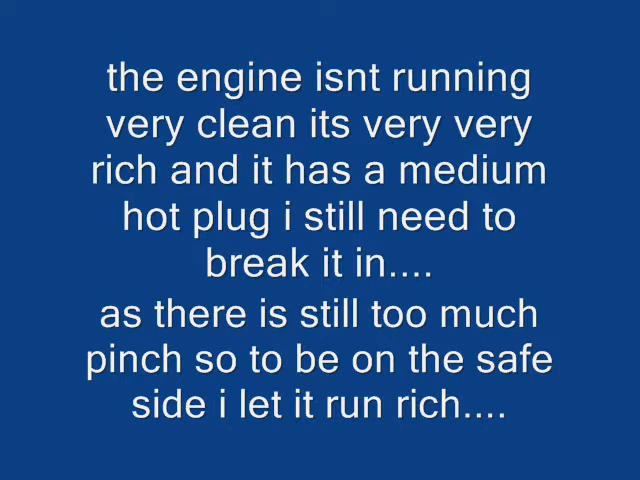 the engine isnt running
very clean its very very
rich and it has a medium
hot plug i still need to
break it in....
as there is still too much
pinch so to be on the safe
side i let it run rich....